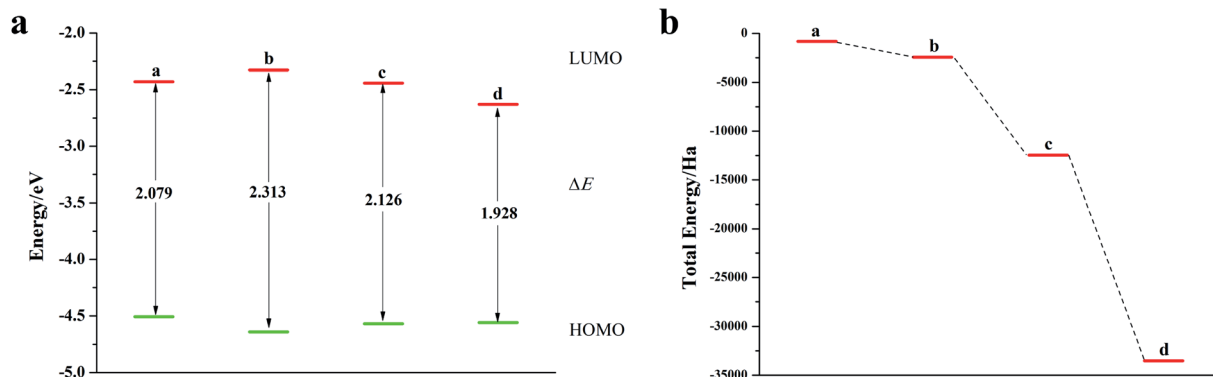 a
-2.0
-2.5
-3.0
-3.5
-4.0
-4.5
-5.0
Energy/eV
a
b
c
d
2.079
2.313
2.126
1.928
LUMO
ΔE
HOMO
b
0
-5000
-10000
-15000
-20000
-25000
-30000
-35000
Total Energy/Ha
a
b
c
d